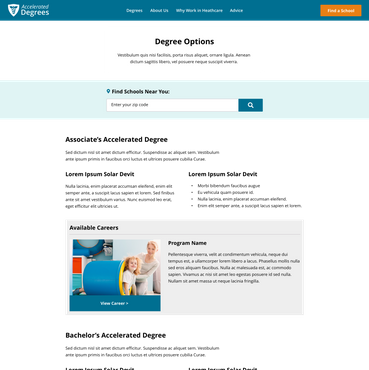 Accelerated
Degrees
Degrees About Us Why Work in Healthcare Advice
Find a School
Degree Options
Vestibulum quis nisi facilisis, porta risus aliquet, ornare ligula. Aenean
dictum sagittis libero, vel posuere neque suscipit viverra.
Find Schools Near You:
Enter your zip code
Associate's Accelerated Degree
Sed dictum nisl sit amet dictum efficitur. Suspendisse ac aliquet sem. Vestibulum
ante ipsum primis in faucibus orci luctus et ultrices posuere cubilia Curae.
Lorem Ipsum Solar Devit
Nulla lacinia, enim placerat accumsan eleifend, enim elit
semper ante, a suscipit lacus sapien et lorem. Sed finibus
ante sit amet vestibulum varius. Nunc euismod leo erat,
eget efficitur elit ultricies ut.
Lorem Ipsum Solar Devit
• Morbi bibendum faucibus augue
• Eu vehicula quam posuere id.
• Nulla lacinia, enim placerat accumsan eleifend.
• Enim elit semper ante, a suscipit lacus sapien et lorem.
Available Careers
View Career >
Program Name
Pellentesque viverra, velit at condimentum vehicula, neque dui
tempus est, a ullamcorper lorem libero a lacus. Phasellus mollis nulla
sed eros aliquam faucibus. Nulla ac malesuada est, ac commodo
sapien. Vivamus ac nisi sit amet leo egestas posuere id sed nulla.
Nullam sit amet massa ut neque lacinia fringilla.
Bachelor's Accelerated Degree
Sed dictum nisl sit amet dictum efficitur. Suspendisse ac aliquet sem. Vestibulum
ante ipsum primis in faucibus orci luctus et ultrices posuere cubilia Curae.